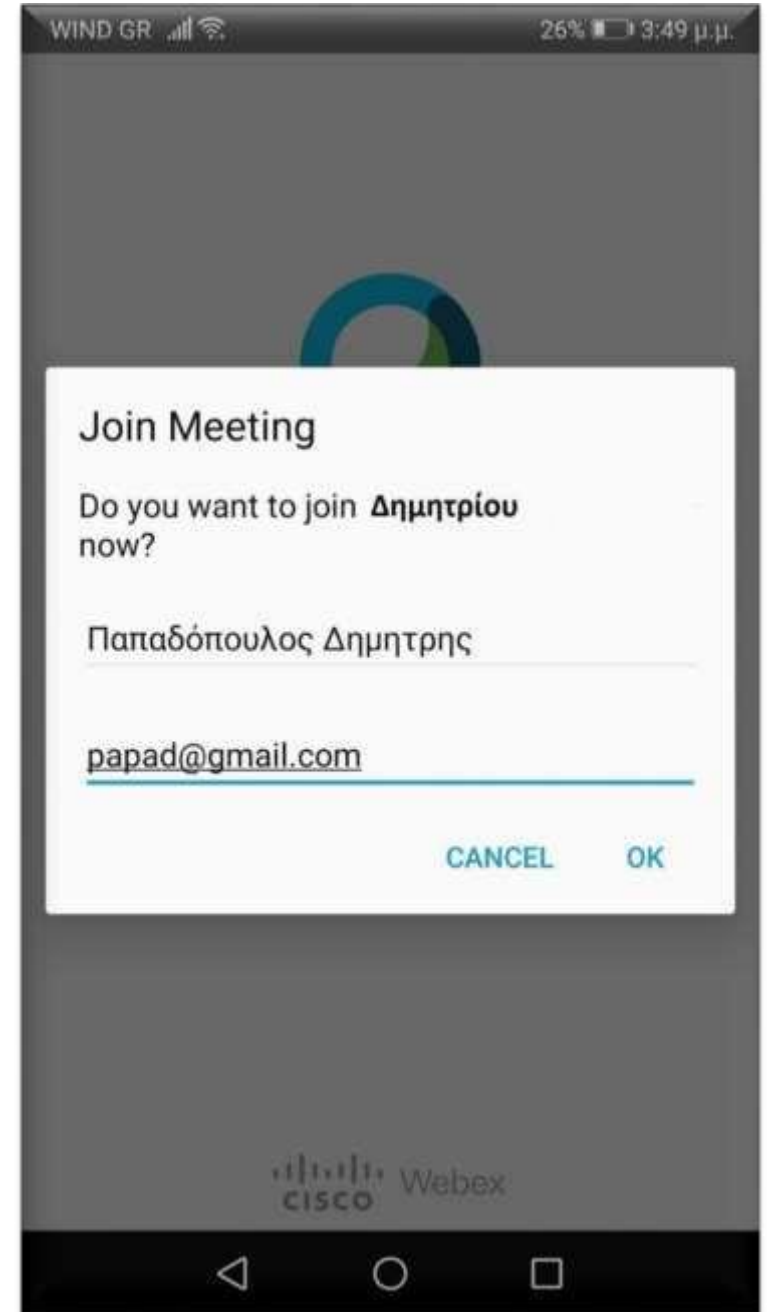 WIND GR 26% 3:49 μ.μ.
Join Meeting
Do you want to join Δημητρίου
now?
Παπαδόπουλος Δημητρης
papad@gmail.com
CANCEL OK
CISCO Webex